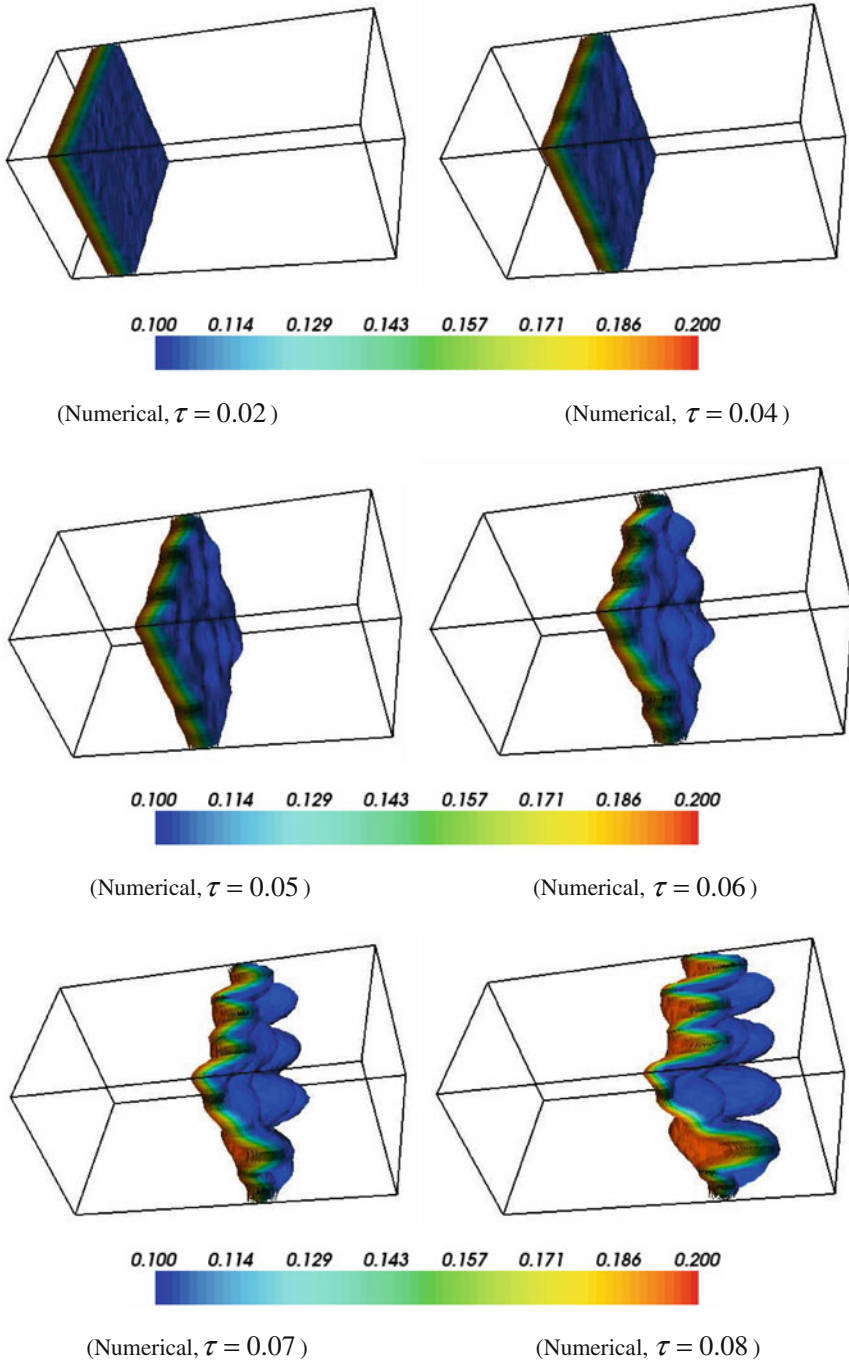 0.100 0.114 0.129 0.143 0.157 0.171 0.186 0.200
(Numerical, τ = 0.02 ) (Numerical, τ = 0.04 )
0.100 0.114 0.129 0.143 0.157 0.171 0.186 0.200
(Numerical, τ = 0.05 ) (Numerical, τ = 0.06 )
0.100 0.114 0.129 0.143 0.157 0.171 0.186 0.200
(Numerical, τ = 0.07 ) (Numerical, τ = 0.08 )